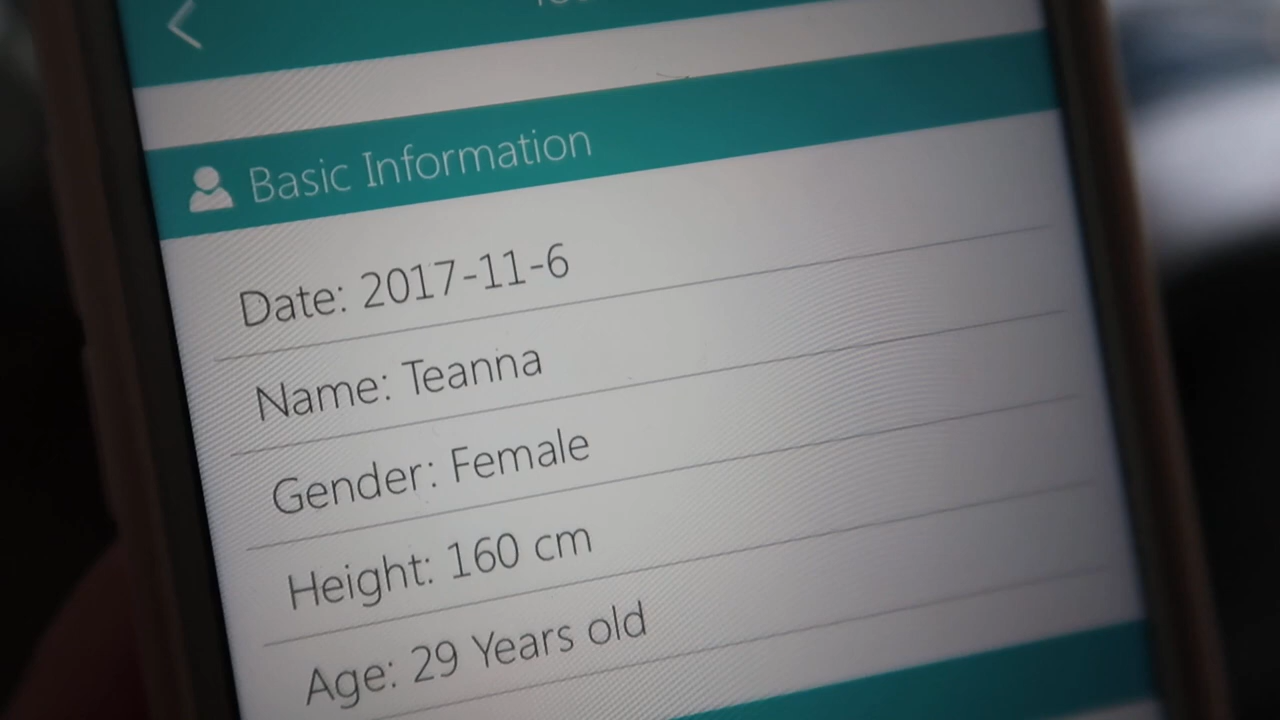 Basic Information
Date: 2017-11-6
Name: Teanna
Gender: Female
Height: 160 cm
Age: 29 Years old